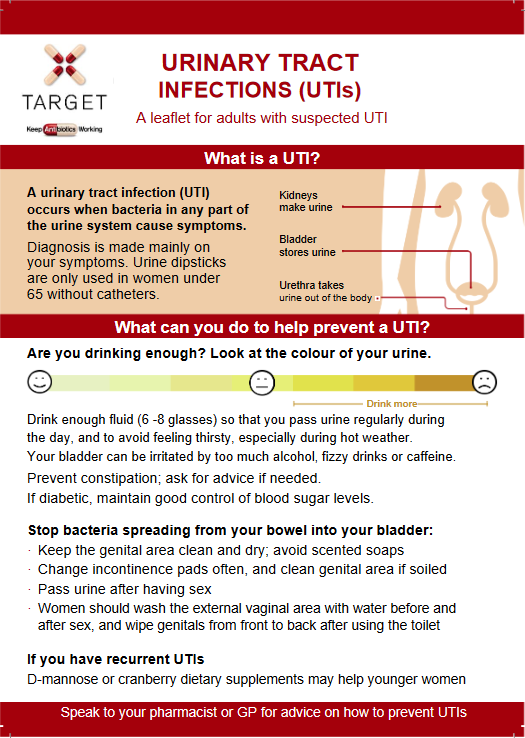 URINARY TRACT
INFECTIONS (UTIs)
A leaflet for adults with suspected UTI
TARGET
Keep Antibiotics Working
What is a UTI?
A urinary tract infection (UTI)
occurs when bacteria in any part of
the urine system cause symptoms.
Diagnosis is made mainly on
your symptoms. Urine dipsticks
are only used in women under
65 without catheters.
Kidneys
make urine
Bladder
stores urine
Urethra takes
urine out of the body
What can you do to help prevent a UTI?
Are you drinking enough? Look at the colour of your urine.
Drink more
Drink enough fluid (6 -8 glasses) so that you pass urine regularly during
the day, and to avoid feeling thirsty, especially during hot weather.
Your bladder can be irritated by too much alcohol, fizzy drinks or caffeine.
Prevent constipation; ask for advice if needed.
If diabetic, maintain good control of blood sugar levels.
Stop bacteria spreading from your bowel into your bladder:
· Keep the genital area clean and dry; avoid scented soaps
· Change incontinence pads often, and clean genital area if soiled
· Pass urine after having sex
· Women should wash the external vaginal area with water before and
after sex, and wipe genitals from front to back after using the toilet
If you have recurrent UTIs
D-mannose or cranberry dietary supplements may help younger women
Speak to your pharmacist or GP for advice on how to prevent UTIs